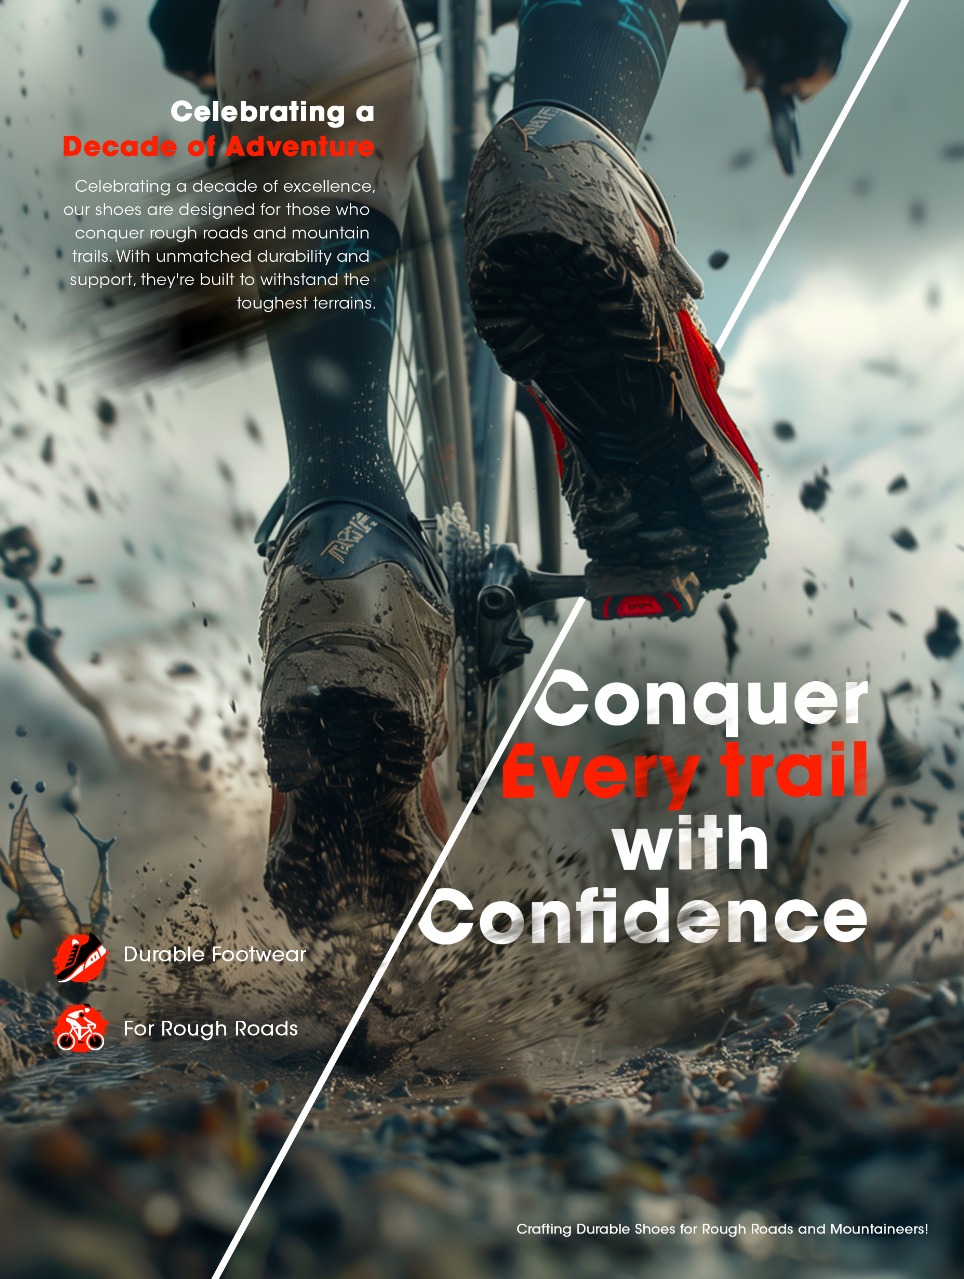 Celebrating a
Decade of Adventure
Celebrating a decade of excellence,
our shoes are designed for those who
conquer rough roads and mountain
trails. With unmatched durability and
support, they're built to withstand the
toughest terrains.
Conquer
Every trail
with
Confidence
Durable Footwear
For Rough Roads
Crafting Durable Shoes for Rough Roads and Mountaineers!